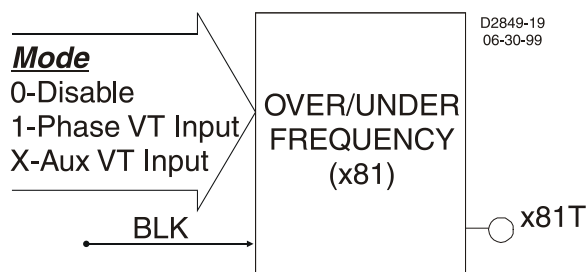 D2849-19
06-30-99
Mode
0-Disable
1-Phase VT Input
X-Aux VT Input
OVER/UNDER
FREQUENCY
(x81)
BLK
x81T